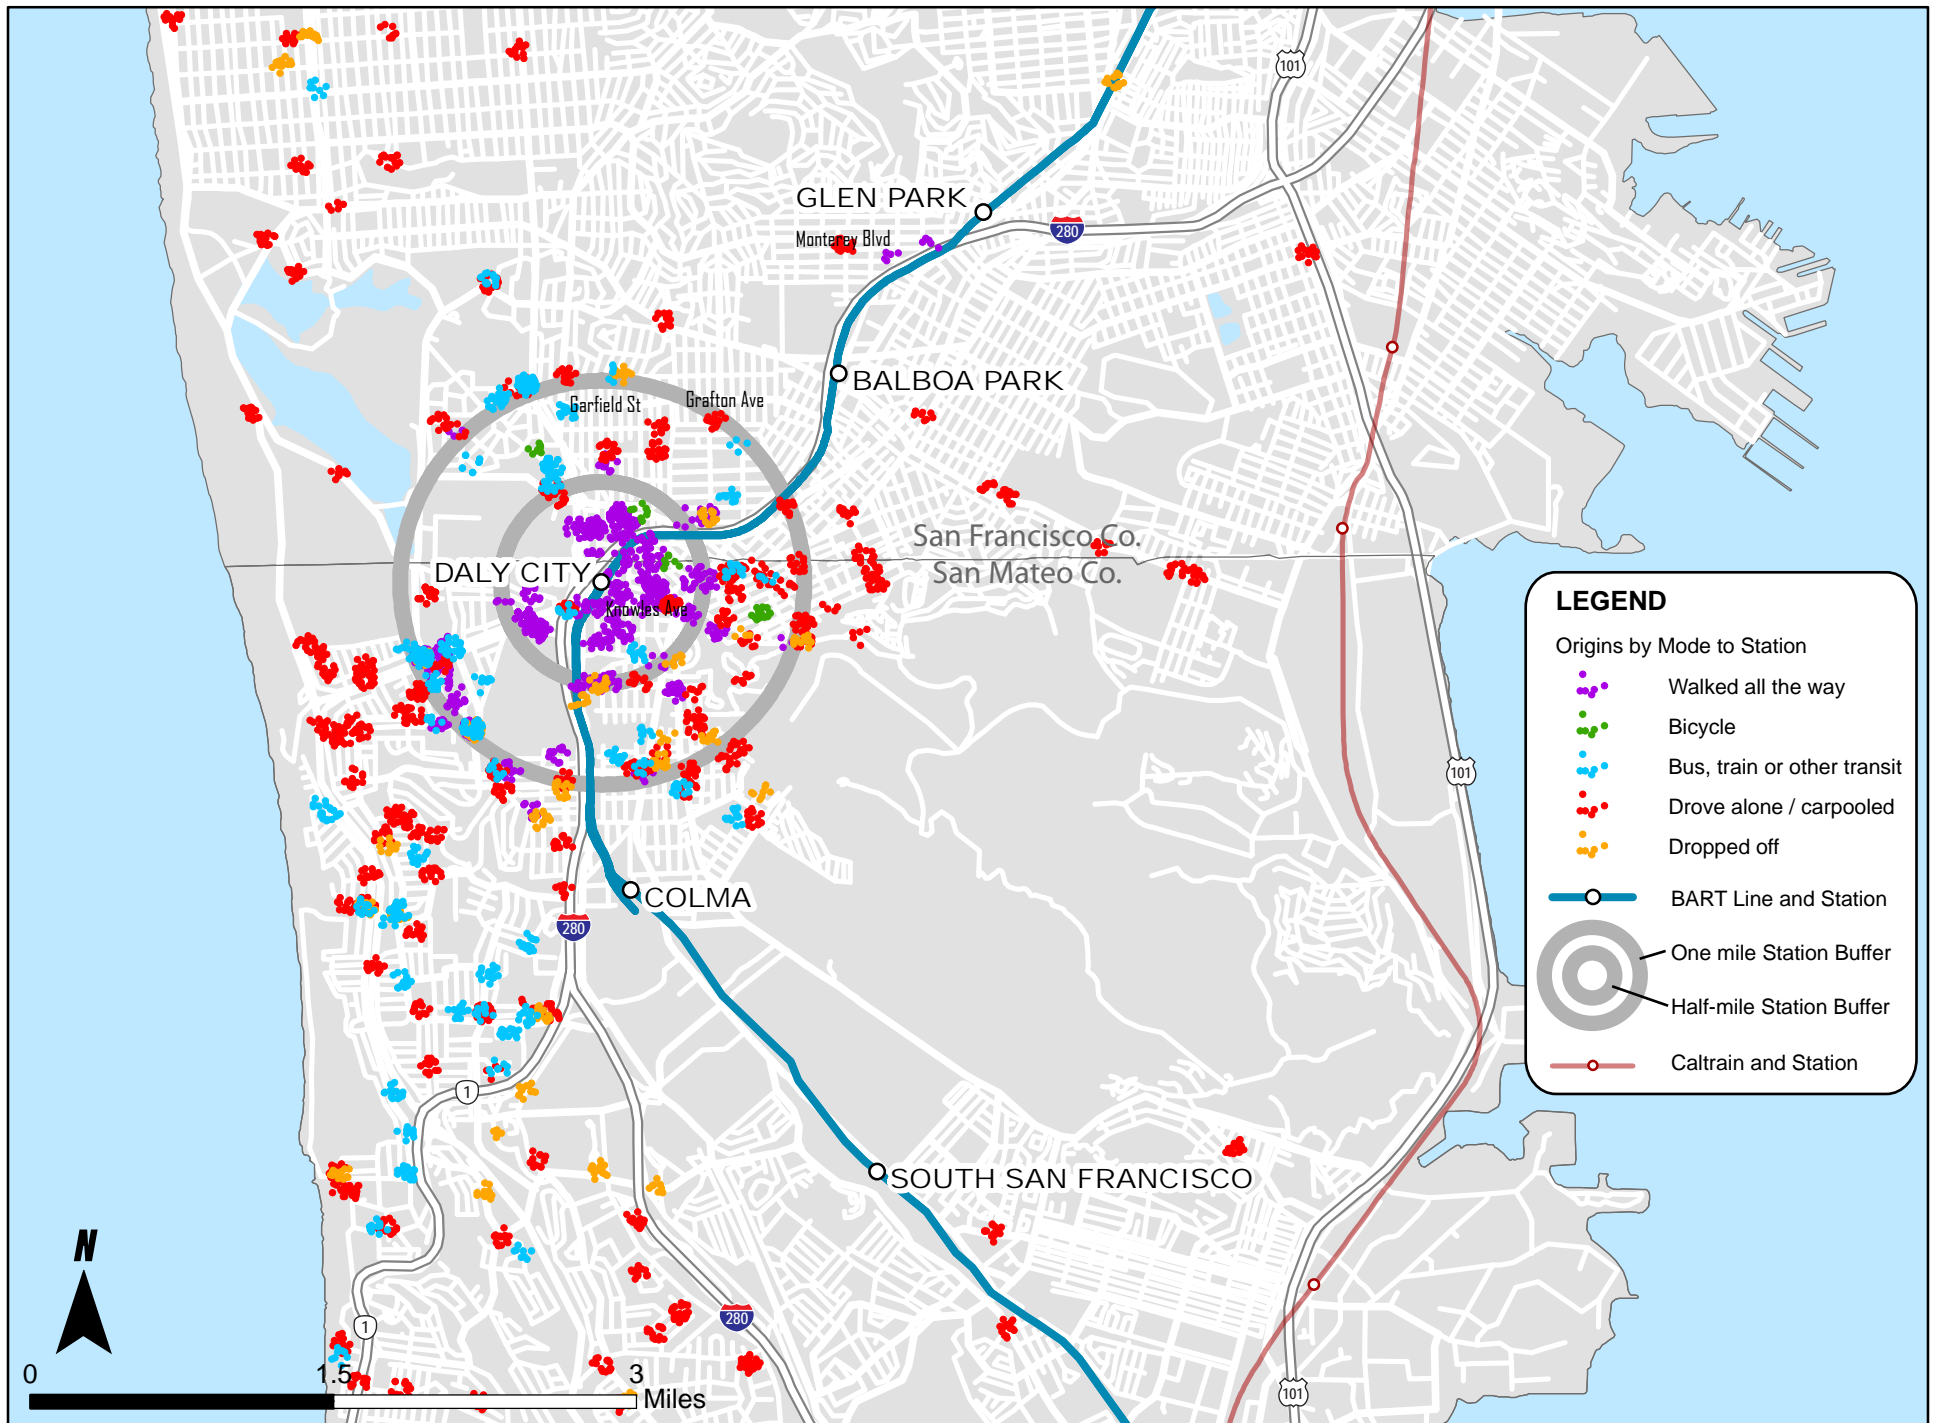 101
GLEN PARK
280
Monterey Blvd
BALBOA PARK
Grafton Ave
Garfield St
San Francisco Co.
San Mateo Co.
DALY CITY
Knowles Ave
LEGEND
Origins by Mode to Station
Walked all the way
Bicycle
Bus, train or other transit
Drove alone / carpooled
Dropped off
BART Line and Station
One mile Station Buffer
Half-mile Station Buffer
Caltrain and Station
101
COLMA
280
1
SOUTH SAN FRANCISCO
N
280
1
0 1.5 3
Miles
101